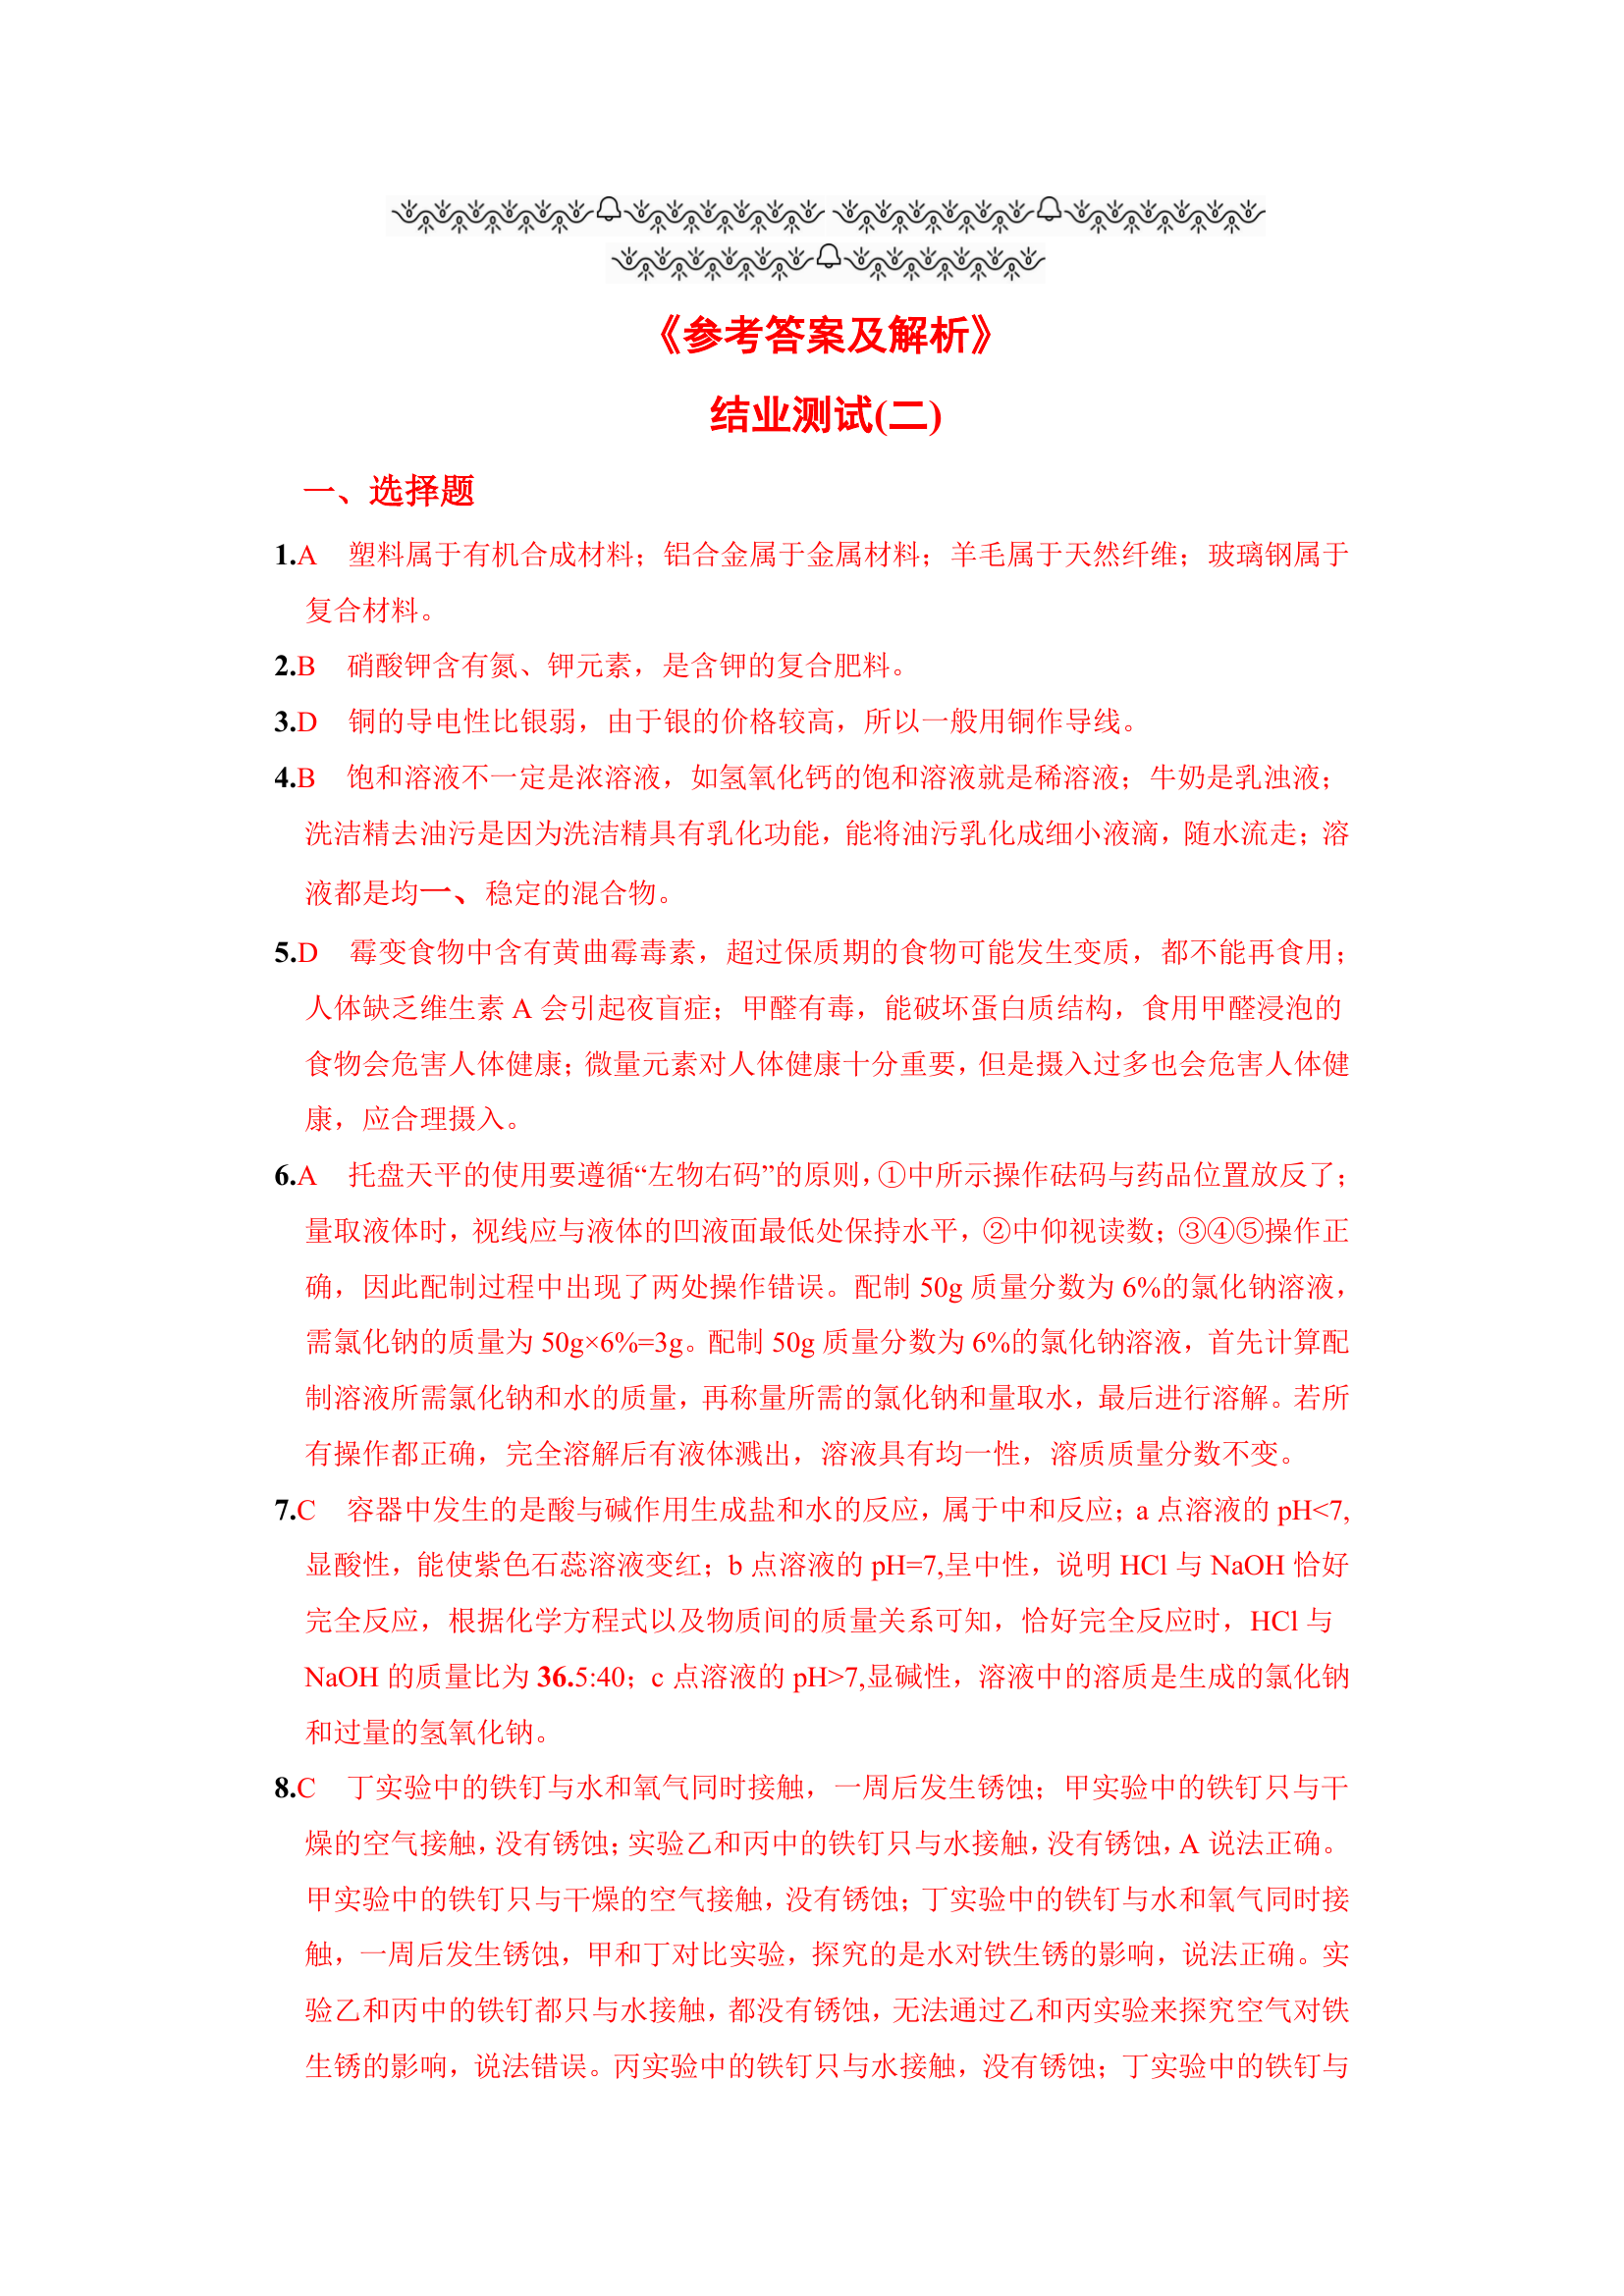 《参考答案及解析》
结业测试(二)
一、选择题
1.A 塑料属于有机合成材料；铝合金属于金属材料；羊毛属于天然纤维；玻璃钢属于
复合材料。
2.B 硝酸钾含有氮、钾元素，是含钾的复合肥料。
3.D 铜的导电性比银弱，由于银的价格较高，所以一般用铜作导线。
4.B 饱和溶液不一定是浓溶液，如氢氧化钙的饱和溶液就是稀溶液；牛奶是乳浊液；
洗洁精去油污是因为洗洁精具有乳化功能，能将油污乳化成细小液滴，随水流走；溶
液都是均一、稳定的混合物。
5.D 霉变食物中含有黄曲霉毒素，超过保质期的食物可能发生变质，都不能再食用；
人体缺乏维生素 A 会引起夜盲症；甲醛有毒，能破坏蛋白质结构，食用甲醛浸泡的
食物会危害人体健康；微量元素对人体健康十分重要，但是摄入过多也会危害人体健
康，应合理摄入。
6.A 托盘天平的使用要遵循“左物右码”的原则，①中所示操作砝码与药品位置放反了；
量取液体时，视线应与液体的凹液面最低处保持水平，②中仰视读数；③④⑤操作正
确，因此配制过程中出现了两处操作错误。配制 50g 质量分数为 6%的氯化钠溶液，
需氯化钠的质量为 50g×6%=3g。配制 50g 质量分数为 6%的氯化钠溶液，首先计算配
制溶液所需氯化钠和水的质量，再称量所需的氯化钠和量取水，最后进行溶解。若所
有操作都正确，完全溶解后有液体溅出，溶液具有均一性，溶质质量分数不变。
7.C 容器中发生的是酸与碱作用生成盐和水的反应，属于中和反应；a 点溶液的 pH<7,
显酸性，能使紫色石蕊溶液变红；b 点溶液的 pH=7,呈中性，说明 HCl 与 NaOH 恰好
完全反应，根据化学方程式以及物质间的质量关系可知，恰好完全反应时，HCl 与
NaOH 的质量比为 36.5:40；c 点溶液的 pH>7,显碱性，溶液中的溶质是生成的氯化钠
和过量的氢氧化钠。
8.C 丁实验中的铁钉与水和氧气同时接触，一周后发生锈蚀；甲实验中的铁钉只与干
燥的空气接触，没有锈蚀；实验乙和丙中的铁钉只与水接触，没有锈蚀，A 说法正确。
甲实验中的铁钉只与干燥的空气接触，没有锈蚀；丁实验中的铁钉与水和氧气同时接
触，一周后发生锈蚀，甲和丁对比实验，探究的是水对铁生锈的影响，说法正确。实
验乙和丙中的铁钉都只与水接触，都没有锈蚀，无法通过乙和丙实验来探究空气对铁
生锈的影响，说法错误。丙实验中的铁钉只与水接触，没有锈蚀；丁实验中的铁钉与